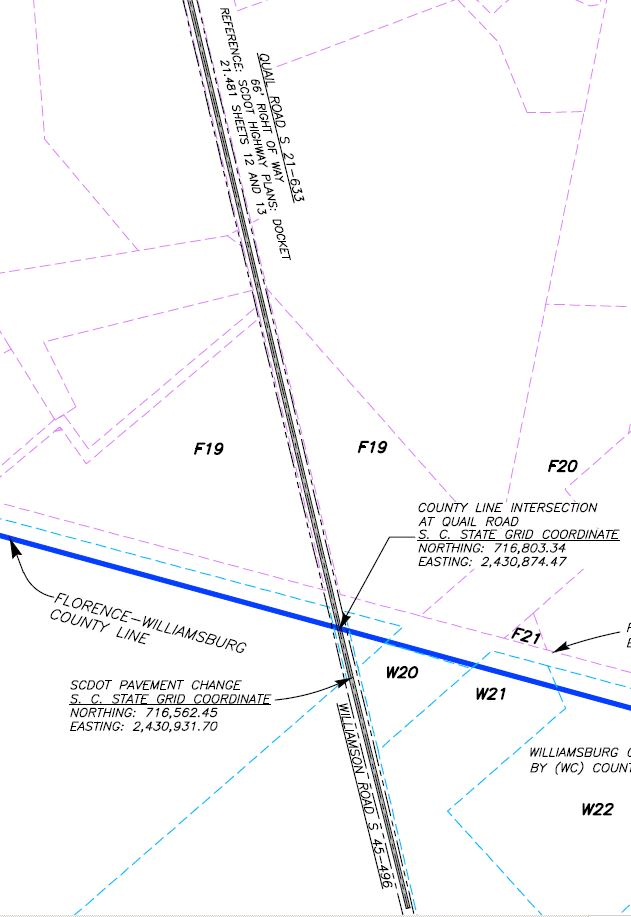 QUAIL ROAD S 21-633
66' RIGHT OF WAY
REFERENCE: SCDOT HIGHWAY PLANS: DOCKET
21.481 SHEETS 12 AND 13
F19
F19
F20
COUNTY LINE INTERSECTION
AT QUAIL ROAD
S. C. STATE GRID COORDINATE
NORTHING: 716,803.34
EASTING: 2,430,874.47
FLORENCE-WILLIAMSBURG
COUNTY LINE
F21
W20
SCDOT PAVEMENT CHANGE
S. C. STATE GRID COORDINATE
NORTHING: 716,562.45
EASTING: 2,430,931.70
W21
WILLIAMSON ROAD S 45-496
WILLIAMSBURG
BY (WC)
W22